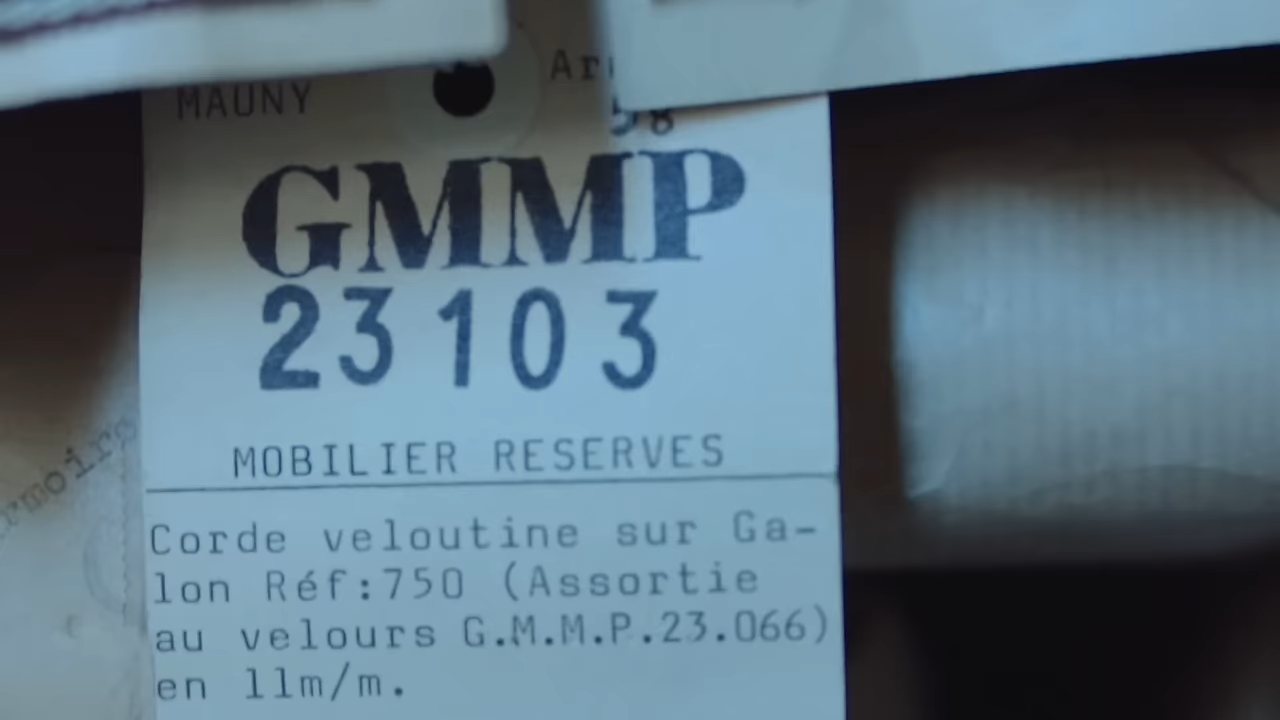 MAUNY
58
GMMP
23103
MOBILIER RESERVES
Corde veloutine sur Ga-
lon Réf:750 (Assortie
au velours G.M.M.P.23.066)
en 11m/m.